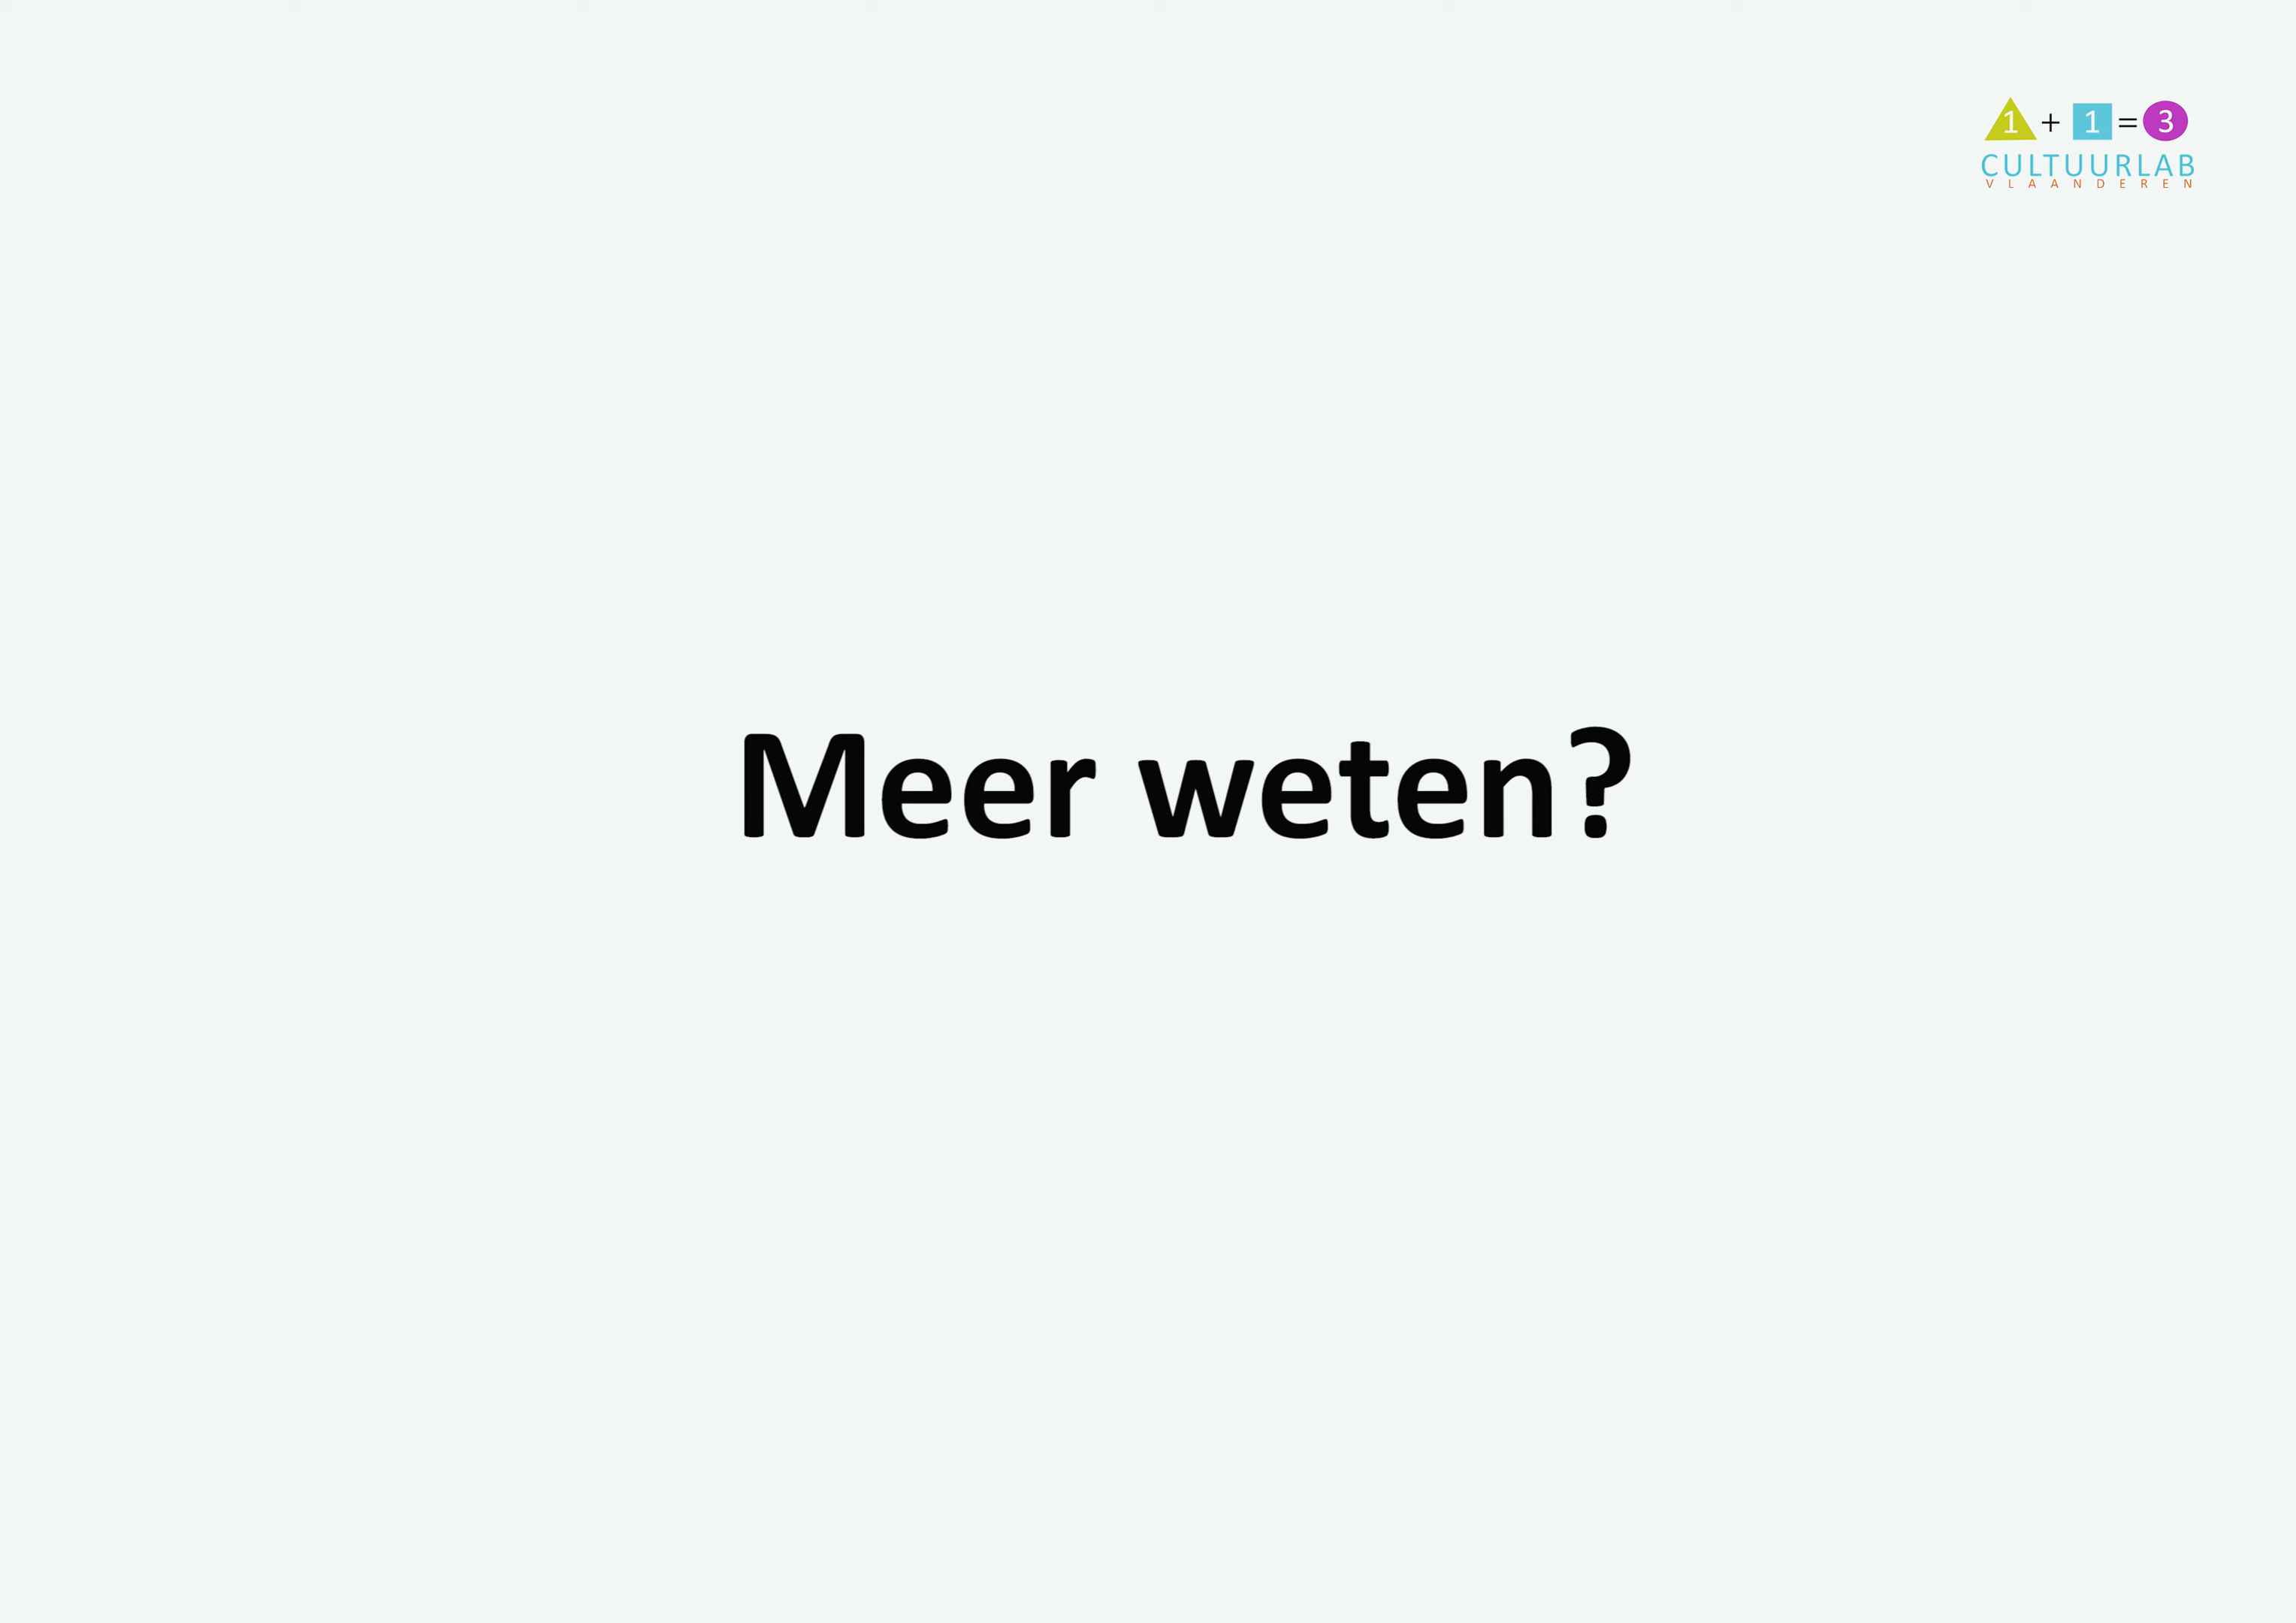 1 + 1 = 3
CULTUURLAB
VLAANDEREN
Meer weten?